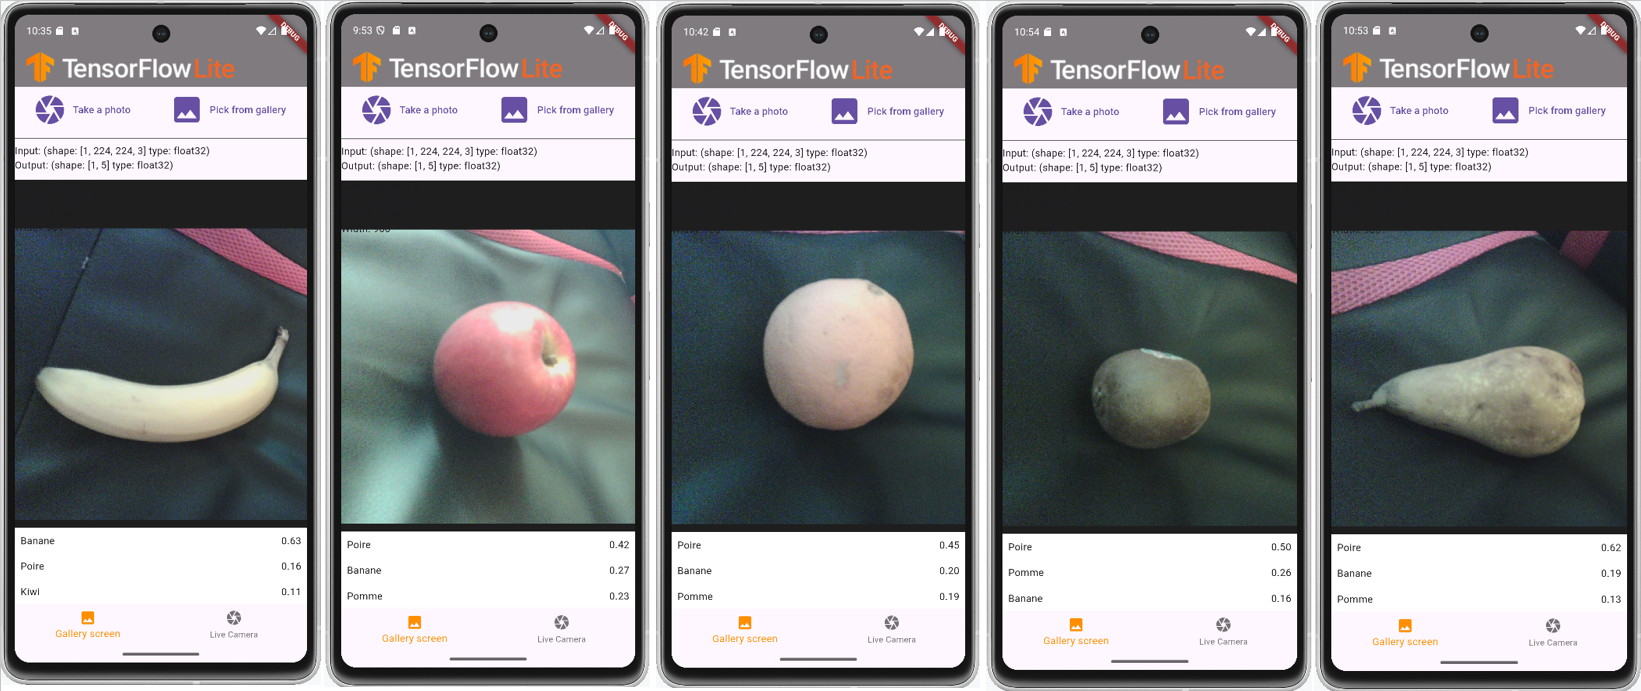 10:35
DEBUG
TensorFlow Lite
Take a photo
Pick from gallery
Input: (shape: [1, 224, 224, 3] type: float32)
Output: (shape: [1, 5] type: float32)
Banane 0.63
Poire 0.16
Kiwi 0.11
Gallery screen
Live Camera
9:53
DEBUG
TensorFlow Lite
Take a photo
Pick from gallery
Input: (shape: [1, 224, 224, 3] type: float32)
Output: (shape: [1, 5] type: float32)
Poire 0.42
Banane 0.27
Pomme 0.23
Gallery screen
Live Camera
10:42
DEBUG
TensorFlow Lite
Take a photo
Pick from gallery
Input: (shape: [1, 224, 224, 3] type: float32)
Output: (shape: [1, 5] type: float32)
Poire 0.45
Banane 0.20
Pomme 0.19
Gallery screen
Live Camera
10:54
DEBUG
TensorFlow Lite
Take a photo
Pick from gallery
Input: (shape: [1, 224, 224, 3] type: float32)
Output: (shape: [1, 5] type: float32)
Poire 0.50
Pomme 0.26
Banane 0.16
Gallery screen
Live Camera
10:53
DEBUG
TensorFlow Lite
Take a photo
Pick from gallery
Input: (shape: [1, 224, 224, 3] type: float32)
Output: (shape: [1, 5] type: float32)
Poire 0.62
Banane 0.19
Pomme 0.13
Gallery screen
Live Camera